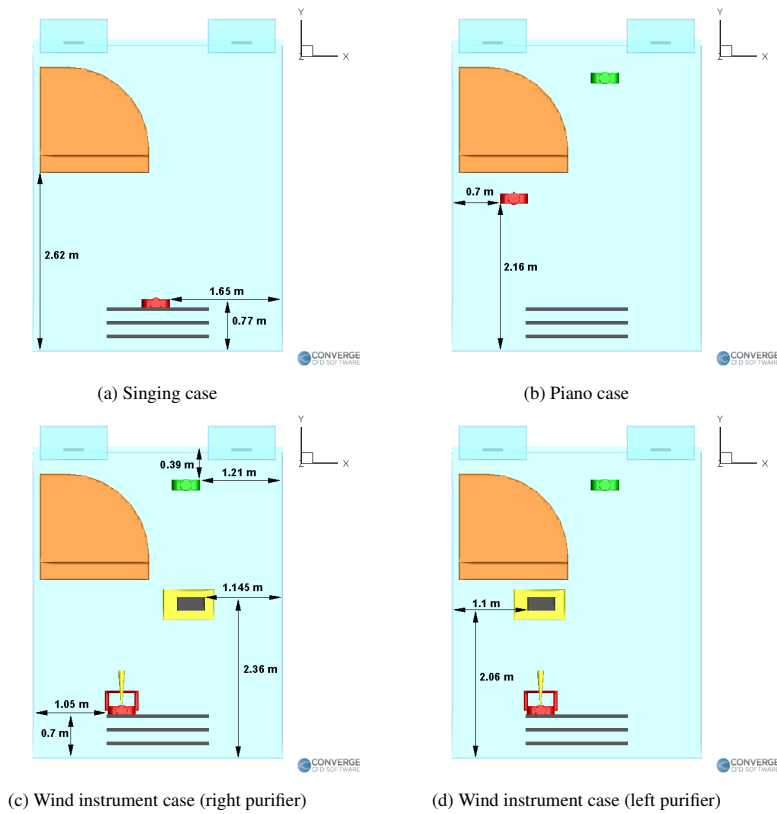 Y
Z X
2.62 m
1.65 m
0.77 m
CONVERGE
CFD SOFTWARE
(a) Singing case
Y
Z X
0.7 m
2.16 m
CONVERGE
CFD SOFTWARE
(b) Piano case
Y
Z X
0.39 m
1.21 m
1.145 m
2.36 m
1.05 m
0.7 m
CONVERGE
CFD SOFTWARE
(c) Wind instrument case (right purifier)
Y
Z X
1.1 m
2.06 m
CONVERGE
CFD SOFTWARE
(d) Wind instrument case (left purifier)